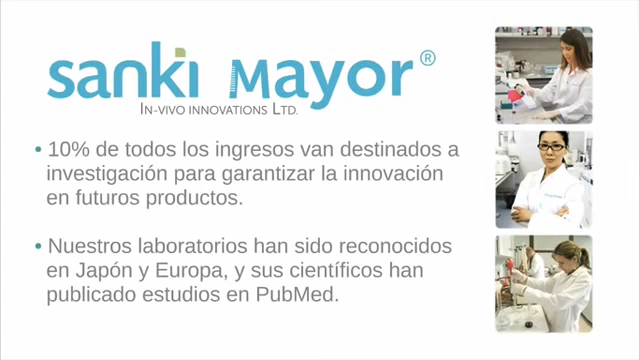 sanki Mayor®
IN-VIVO INNOVATIONS LTD.
• 10% de todos los ingresos van destinados a
investigación para garantizar la innovación
en futuros productos.
• Nuestros laboratorios han sido reconocidos
en Japón y Europa, y sus científicos han
publicado estudios en PubMed.